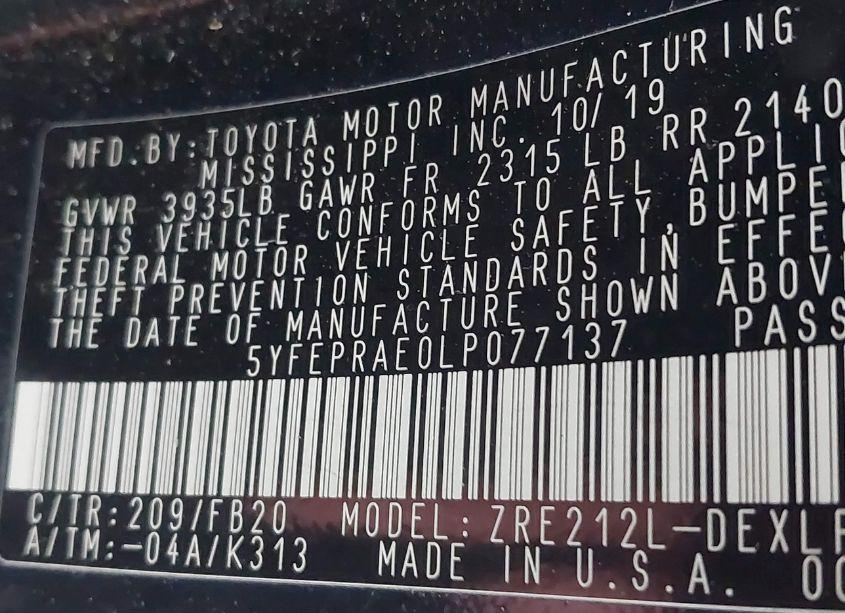 MFD.BY:TOYOTA MOTOR MANUFACTURING
MISSISSIPPI INC. 10/19
GVWR 3935LB GAWR FR 2315 LB RR 2140
THIS VEHICLE CONFORMS TO ALL APPLI
FEDERAL MOTOR VEHICLE SAFETY,BUMPE
THEFT PREVENTION STANDARDS IN EFFE
THE DATE OF MANUFACTURE SHOWN ABOV
5YFEPRAE0LP077137 PASS
C/TR:209/FB20 MODEL:ZRE212L-DEXL
A/TM:-04A/K313 MADE IN U.S.A.